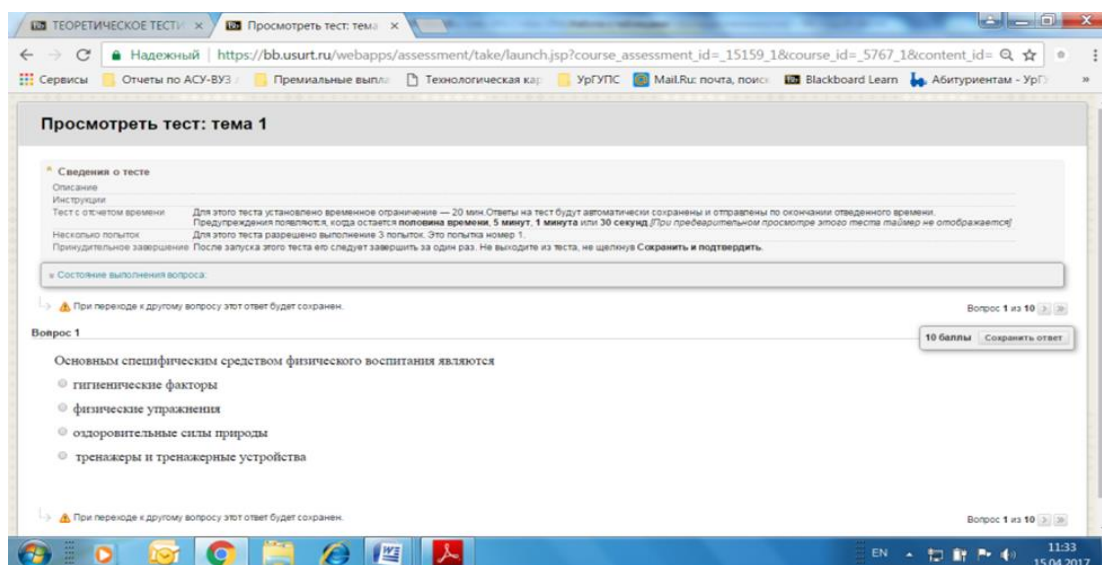 ТЕОРЕТИЧЕСКОЕ ТЕСТИ × Просмотреть тест: тема ×
Надежный https://bb.usurt.ru/webapps/assessment/take/launch.jsp?course_assessment_id=_15159_1&course_id=_5767_1&content_id=
Сервисы Отчеты по АСУ-ВУЗ Премиальные выпла Технологическая кар УрГУПС Mail.Ru: почта, поиск Blackboard Learn Абитуриентам - УрГ »
Просмотреть тест: тема 1
Сведения о тесте
Описание
Инструкции
Тест с отсчетом времени Для этого теста установлено временное ограничение — 20 мин.Ответы на тест будут автоматически сохранены и отправлены по окончании отведенного времени.
Предупреждения появляются, когда остается половина времени, 5 минут, 1 минута или 30 секунд.[При предварительном просмотре этого теста таймер не отображается]
Несколько попыток Для этого теста разрешено выполнение 3 попыток. Это попытка номер 1.
Принудительное завершение После запуска этого теста его следует завершить за один раз. Не выходите из теста, не щелкнув Сохранить и подтвердить.
Состояние выполнения вопроса:
При переходе к другому вопросу этот ответ будет сохранен. Вопрос 1 из 10 > »
Вопрос 1 10 баллы Сохранить ответ
Основным специфическим средством физического воспитания являются
гигиенические факторы
физические упражнения
оздоровительные силы природы
тренажеры и тренажерные устройства
При переходе к другому вопросу этот ответ будет сохранен. Вопрос 1 из 10 > »
EN 11:33
15.04.2017